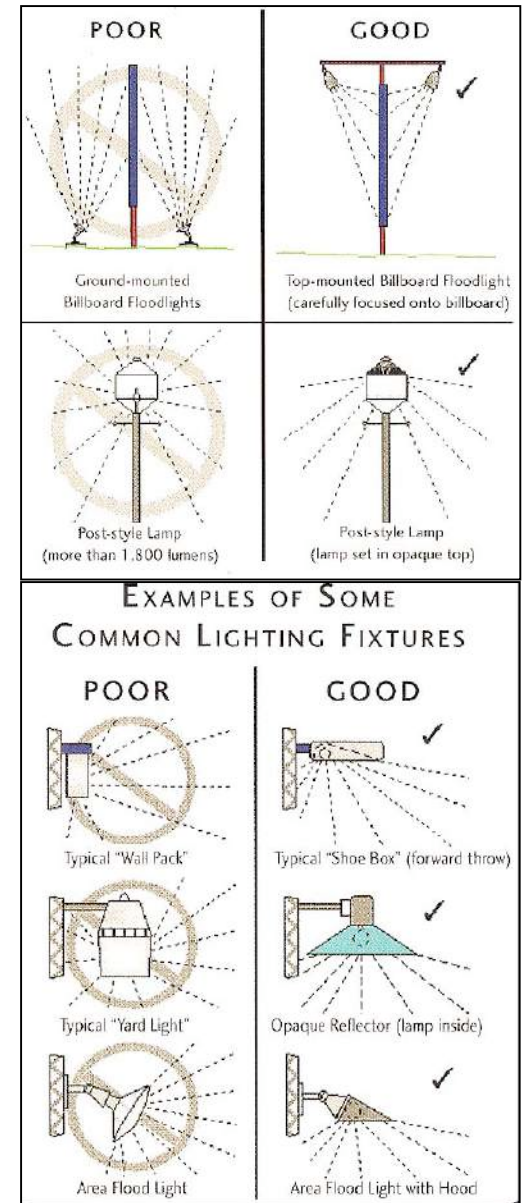 POOR
GOOD
Ground-mounted
Billboard Floodlights
Top-mounted Billboard Floodlight
(carefully focused onto billboard)
Post-style Lamp
(more than 1,800 lumens)
Post-style Lamp
(lamp set in opaque top)
EXAMPLES OF SOME
COMMON LIGHTING FIXTURES
POOR
GOOD
Typical "Wall Pack"
Typical "Shoe Box" (forward throw)
Typical "Yard Light"
Opaque Reflector (lamp inside)
Area Flood Light
Area Flood Light with Hood